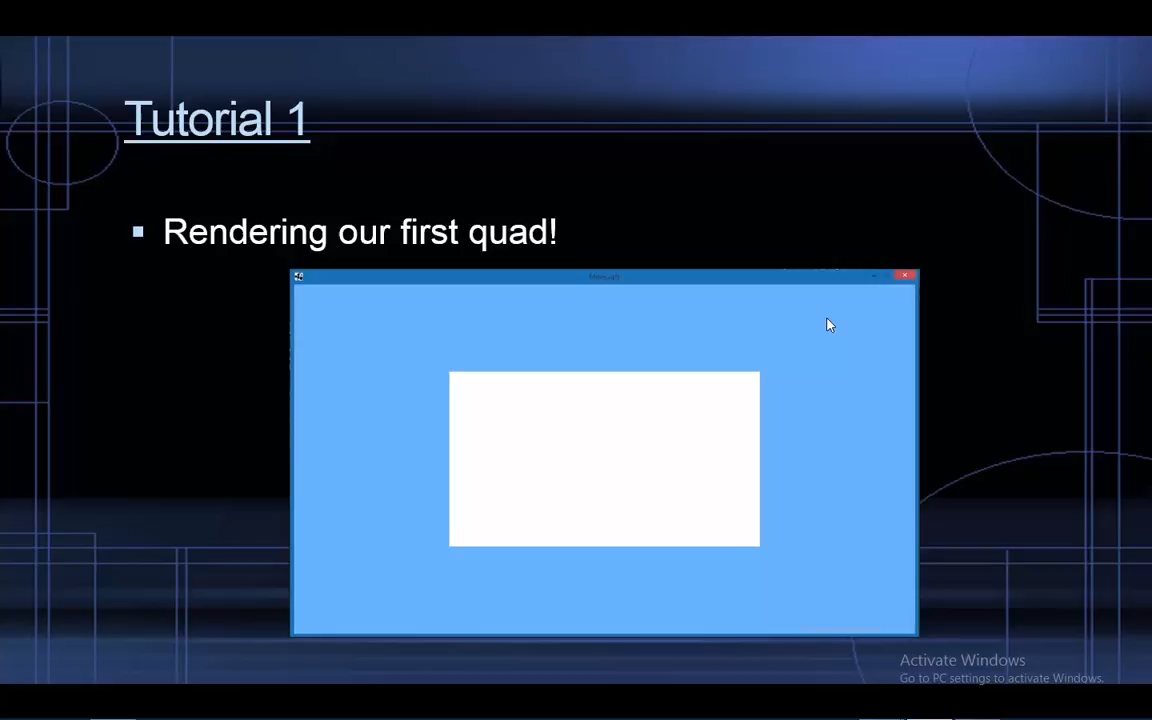 Tutorial 1
Rendering our first quad!
Activate Windows
Go to PC settings to activate Windows.